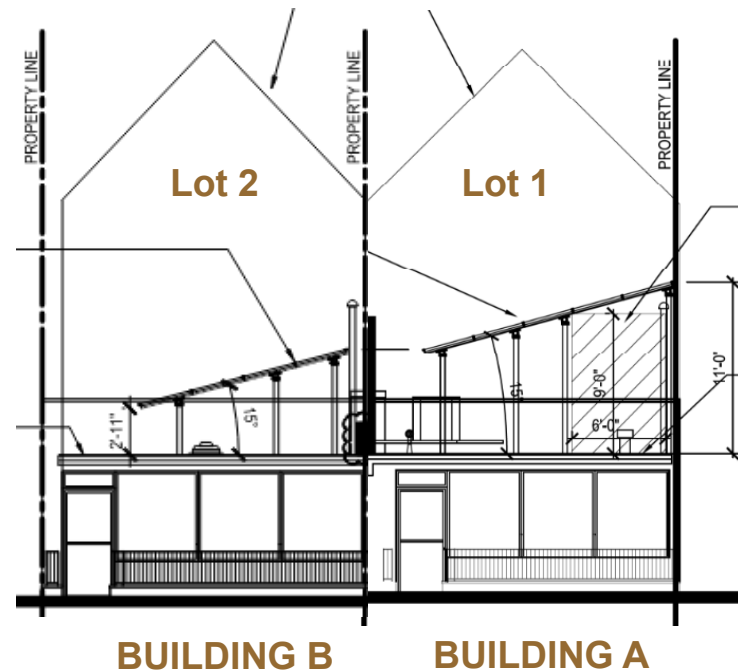 PROPERTY LINE
PROPERTY LINE
PROPERTY LINE
Lot 2
Lot 1
2'-11"
15°
15°
9'-0"
6'-0"
11'-0"
BUILDING B
BUILDING A